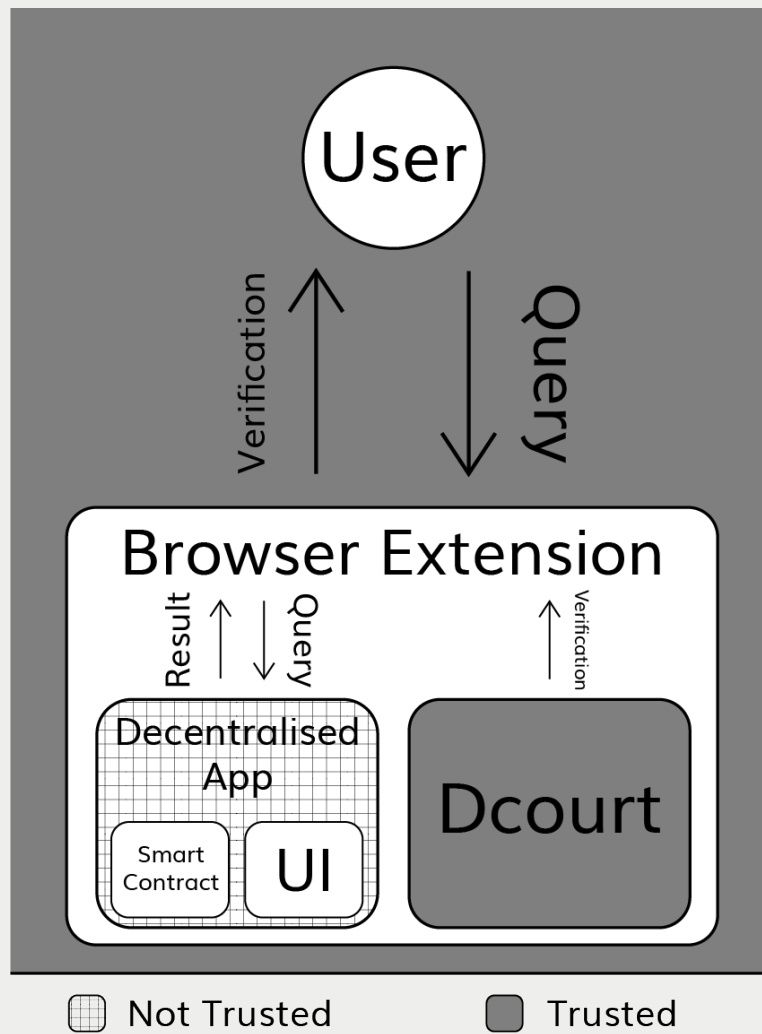 User
Verification
Query
Browser Extension
Result
Query
Verification
Decentralised
App
Smart
Contract
UI
Dcourt
Not Trusted
Trusted